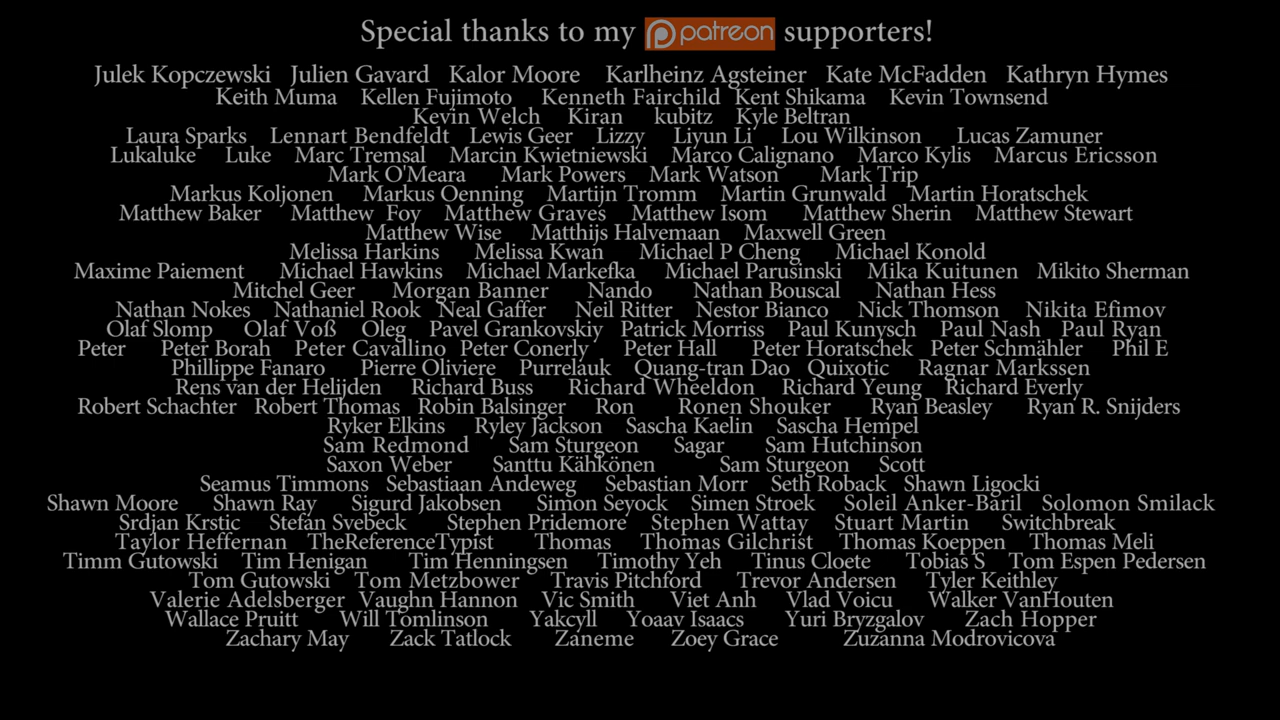 Special thanks to my patreon supporters!
Julek Kopczewski Julien Gavard Kalor Moore Karlheinz Agsteiner Kate McFadden Kathryn Hymes
Keith Muma Kellen Fujimoto Kenneth Fairchild Kent Shikama Kevin Townsend
Kevin Welch Kiran kubitz Kyle Beltran
Laura Sparks Lennart Bendfeldt Lewis Geer Lizzy Liyun Li Lou Wilkinson Lucas Zamuner
Lukaluke Luke Marc Tremsal Marcin Kwietniewski Marco Calignano Marco Kylis Marcus Ericsson
Mark O'Meara Mark Powers Mark Watson Mark Trip
Markus Koljonen Markus Oenning Martijn Tromm Martin Grunwald Martin Horatschek
Matthew Baker Matthew Foy Matthew Graves Matthew Isom Matthew Sherin Matthew Stewart
Matthew Wise Matthijs Halvemaan Maxwell Green
Melissa Harkins Melissa Kwan Michael P Cheng Michael Konold
Maxime Paiement Michael Hawkins Michael Markefka Michael Parusinski Mika Kuitunen Mikito Sherman
Mitchel Geer Morgan Banner Nando Nathan Bouscal Nathan Hess
Nathan Nokes Nathaniel Rook Neal Gaffer Neil Ritter Nestor Bianco Nick Thomson Nikita Efimov
Olaf Slomp Olaf Voß Oleg Pavel Grankovskiy Patrick Morriss Paul Kunysch Paul Nash Paul Ryan
Peter Peter Borah Peter Cavallino Peter Conerly Peter Hall Peter Horatschek Peter Schmähler Phil E
Phillippe Fanaro Pierre Oliviere Purrelauk Quang-tran Dao Quixotic Ragnar Markssen
Rens van der Helijden Richard Buss Richard Wheeldon Richard Yeung Richard Everly
Robert Schachter Robert Thomas Robin Balsinger Ron Ronen Shouker Ryan Beasley Ryan R. Snijders
Ryker Elkins Ryley Jackson Sascha Kaelin Sascha Hempel
Sam Redmond Sam Sturgeon Sagar Sam Hutchinson
Saxon Weber Santtu Kähkönen Sam Sturgeon Scott
Seamus Timmons Sebastiaan Andeweg Sebastian Morr Seth Roback Shawn Ligocki
Shawn Moore Shawn Ray Sigurd Jakobsen Simon Seyock Simen Stroek Soleil Anker-Baril Solomon Smilack
Srdjan Krstic Stefan Svebeck Stephen Pridemore Stephen Wattay Stuart Martin Switchbreak
Taylor Heffernan TheReferenceTypist Thomas Thomas Gilchrist Thomas Koeppen Thomas Meli
Timm Gutowski Tim Henigan Tim Henningsen Timothy Yeh Tinus Cloete Tobias S Tom Espen Pedersen
Tom Gutowski Tom Metzbower Travis Pitchford Trevor Andersen Tyler Keithley
Valerie Adelsberger Vaughn Hannon Vic Smith Viet Anh Vlad Voicu Walker VanHouten
Wallace Pruitt Will Tomlinson Yakcyll Yoaav Isaacs Yuri Bryzgalov Zach Hopper
Zachary May Zack Tatlock Zaneme Zoey Grace Zuzanna Modrovicova